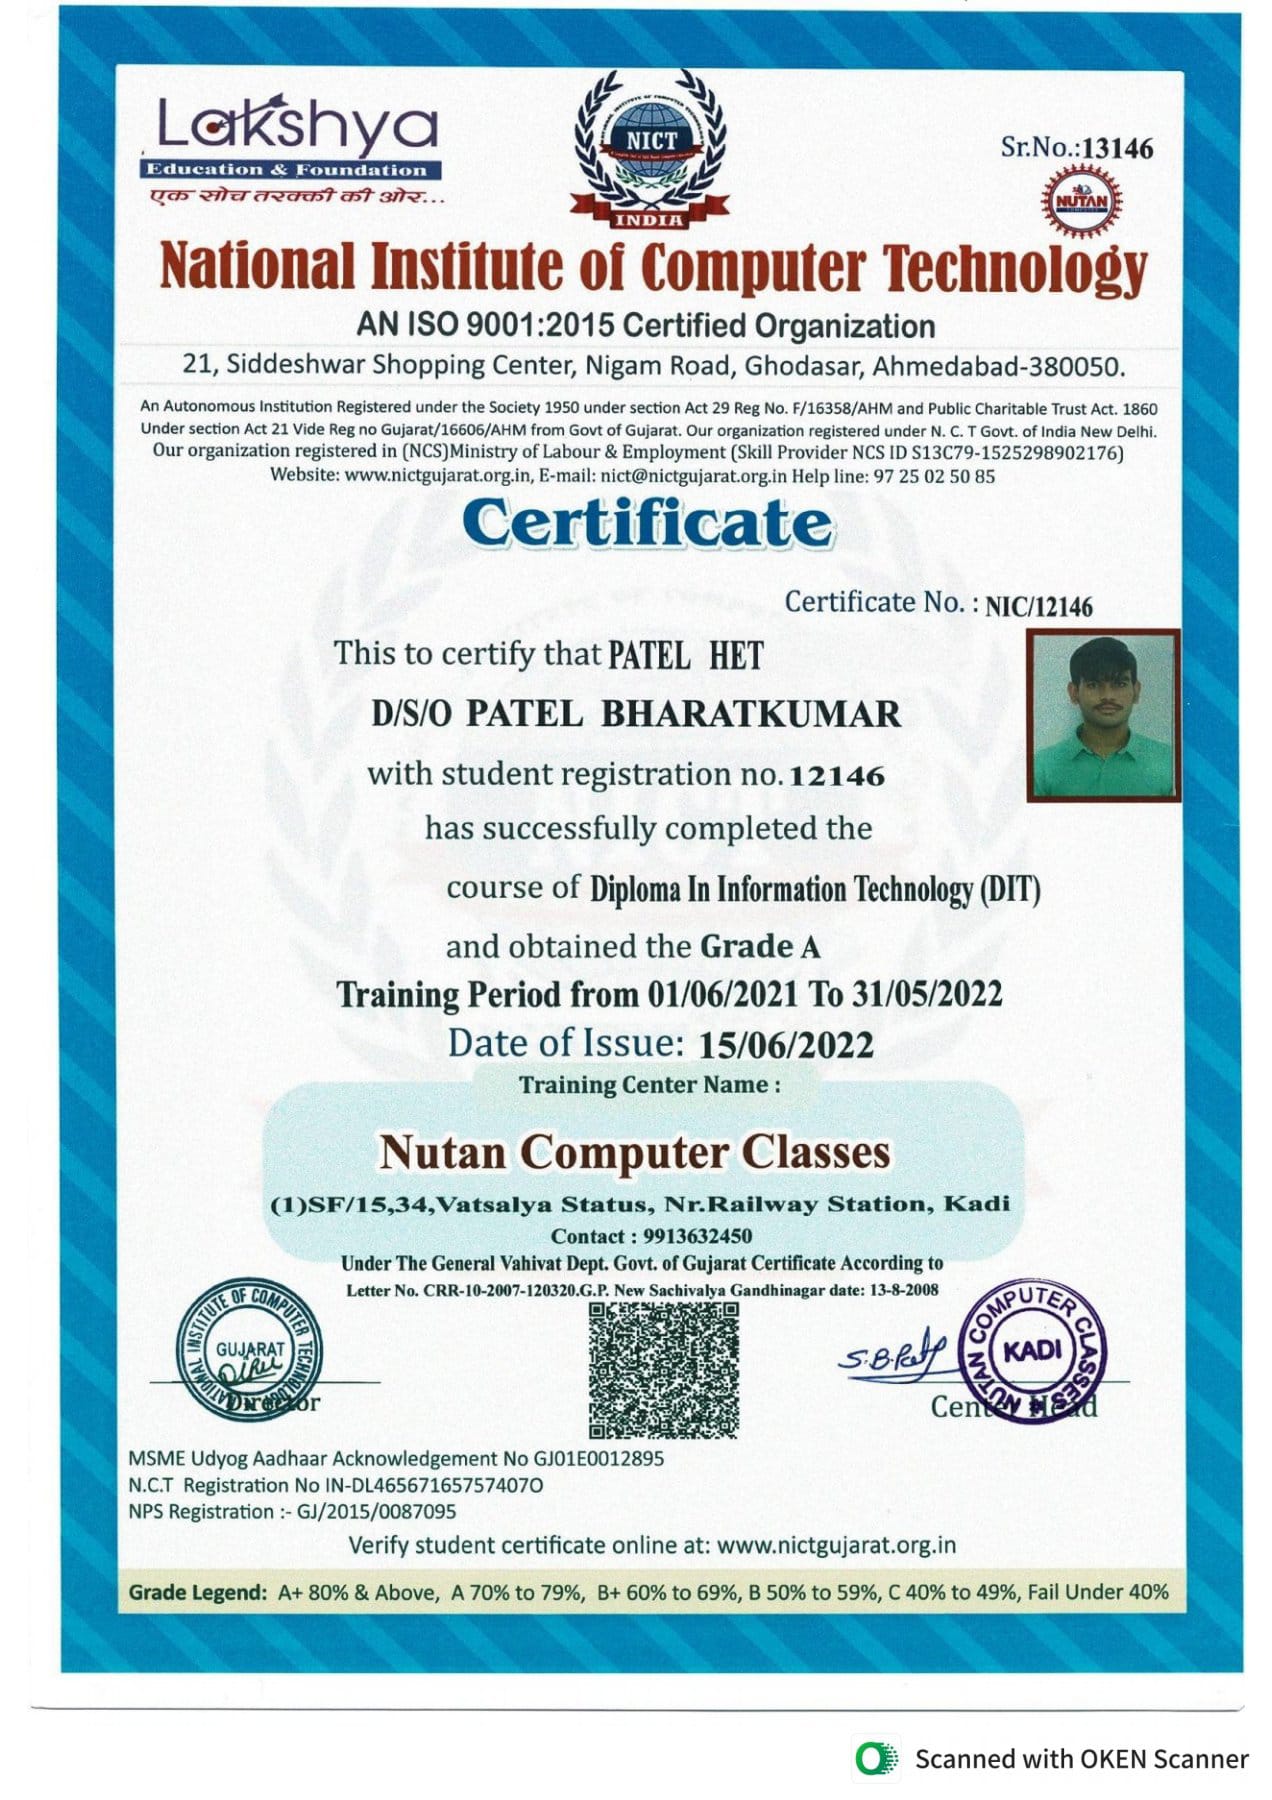 Lakshya
Education & Foundation
एक सोच तरक्की की ओर...
NICT
INDIA
Sr.No.:13146
NUTAN
National Institute of Computer Technology
AN ISO 9001:2015 Certified Organization
21, Siddeshwar Shopping Center, Nigam Road, Ghodasar, Ahmedabad-380050.
An Autonomous Institution Registered under the Society 1950 under section Act 29 Reg No. F/16358/AHM and Public Charitable Trust Act. 1860
Under section Act 21 Vide Reg no Gujarat/16606/AHM from Govt of Gujarat. Our organization registered under N. C. T Govt. of India New Delhi.
Our organization registered in (NCS)Ministry of Labour & Employment (Skill Provider NCS ID S13C79-1525298902176)
Website: www.nictgujarat.org.in, E-mail: nict@nictgujarat.org.in Help line: 97 25 02 50 85
Certificate
Certificate No. : NIC/12146
This to certify that PATEL HET
D/S/O PATEL BHARATKUMAR
with student registration no. 12146
has successfully completed the
course of Diploma In Information Technology (DIT)
and obtained the Grade A
Training Period from 01/06/2021 To 31/05/2022
Date of Issue: 15/06/2022
Training Center Name :
Nutan Computer Classes
(1)SF/15,34,Vatsalya Status, Nr.Railway Station, Kadi
Contact : 9913632450
Under The General Vahivat Dept. Govt. of Gujarat Certificate According to
Letter No. CRR-10-2007-120320.G.P. New Sachivalya Gandhinagar date: 13-8-2008
NATIONAL INSTITUTE OF COMPUTER TECHNOLOGY
GUJARAT
Director
S.B.Patel
NUTAN COMPUTER CLASSES
KADI
Center Head
MSME Udyog Aadhaar Acknowledgement No GJ01E0012895
N.C.T Registration No IN-DL46567165757407O
NPS Registration :- GJ/2015/0087095
Verify student certificate online at: www.nictgujarat.org.in
Grade Legend: A+ 80% & Above, A 70% to 79%, B+ 60% to 69%, B 50% to 59%, C 40% to 49%, Fail Under 40%
Scanned with OKEN Scanner